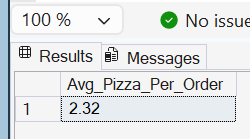 100 %
No issue
Results
Messages
Avg_Pizza_Per_Order
1
2.32